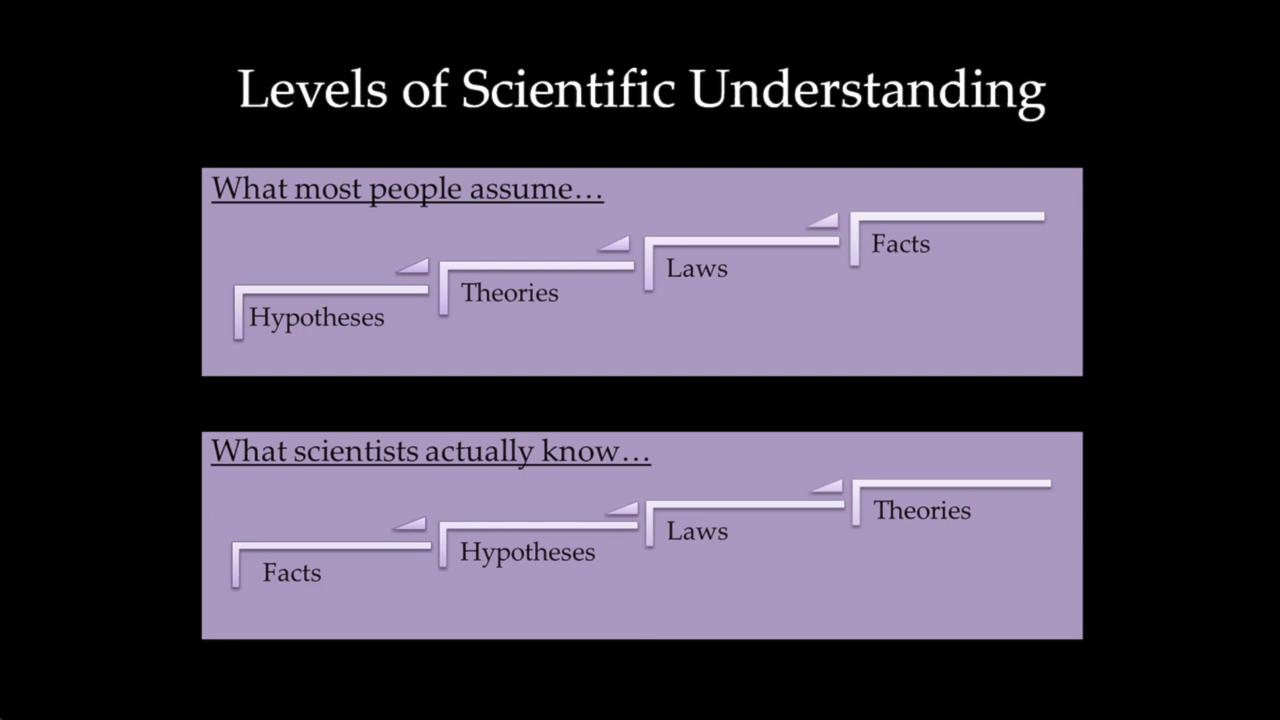 Levels of Scientific Understanding
What most people assume…
Hypotheses
Theories
Laws
Facts
What scientists actually know…
Facts
Hypotheses
Laws
Theories